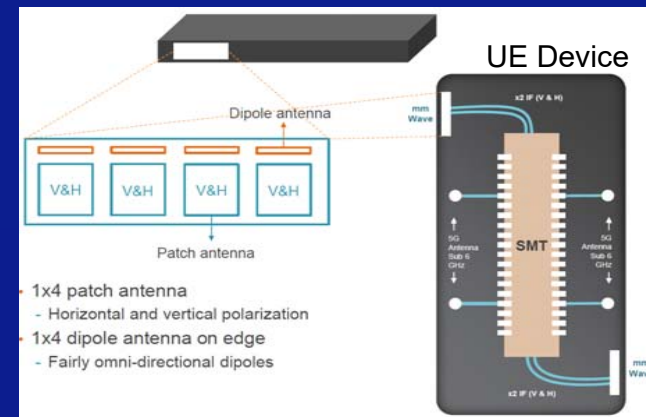 UE Device
x2 IF (V & H)
mm
Wave
Dipole antenna
V&H V&H V&H V&H
Patch antenna
5G
Antenna
Sub 6
GHz
SMT
5G
Antenna
Sub 6
GHz
- 1x4 patch antenna
- Horizontal and vertical polarization
- 1x4 dipole antenna on edge
- Fairly omni-directional dipoles
mm
Wave
x2 IF (V & H)